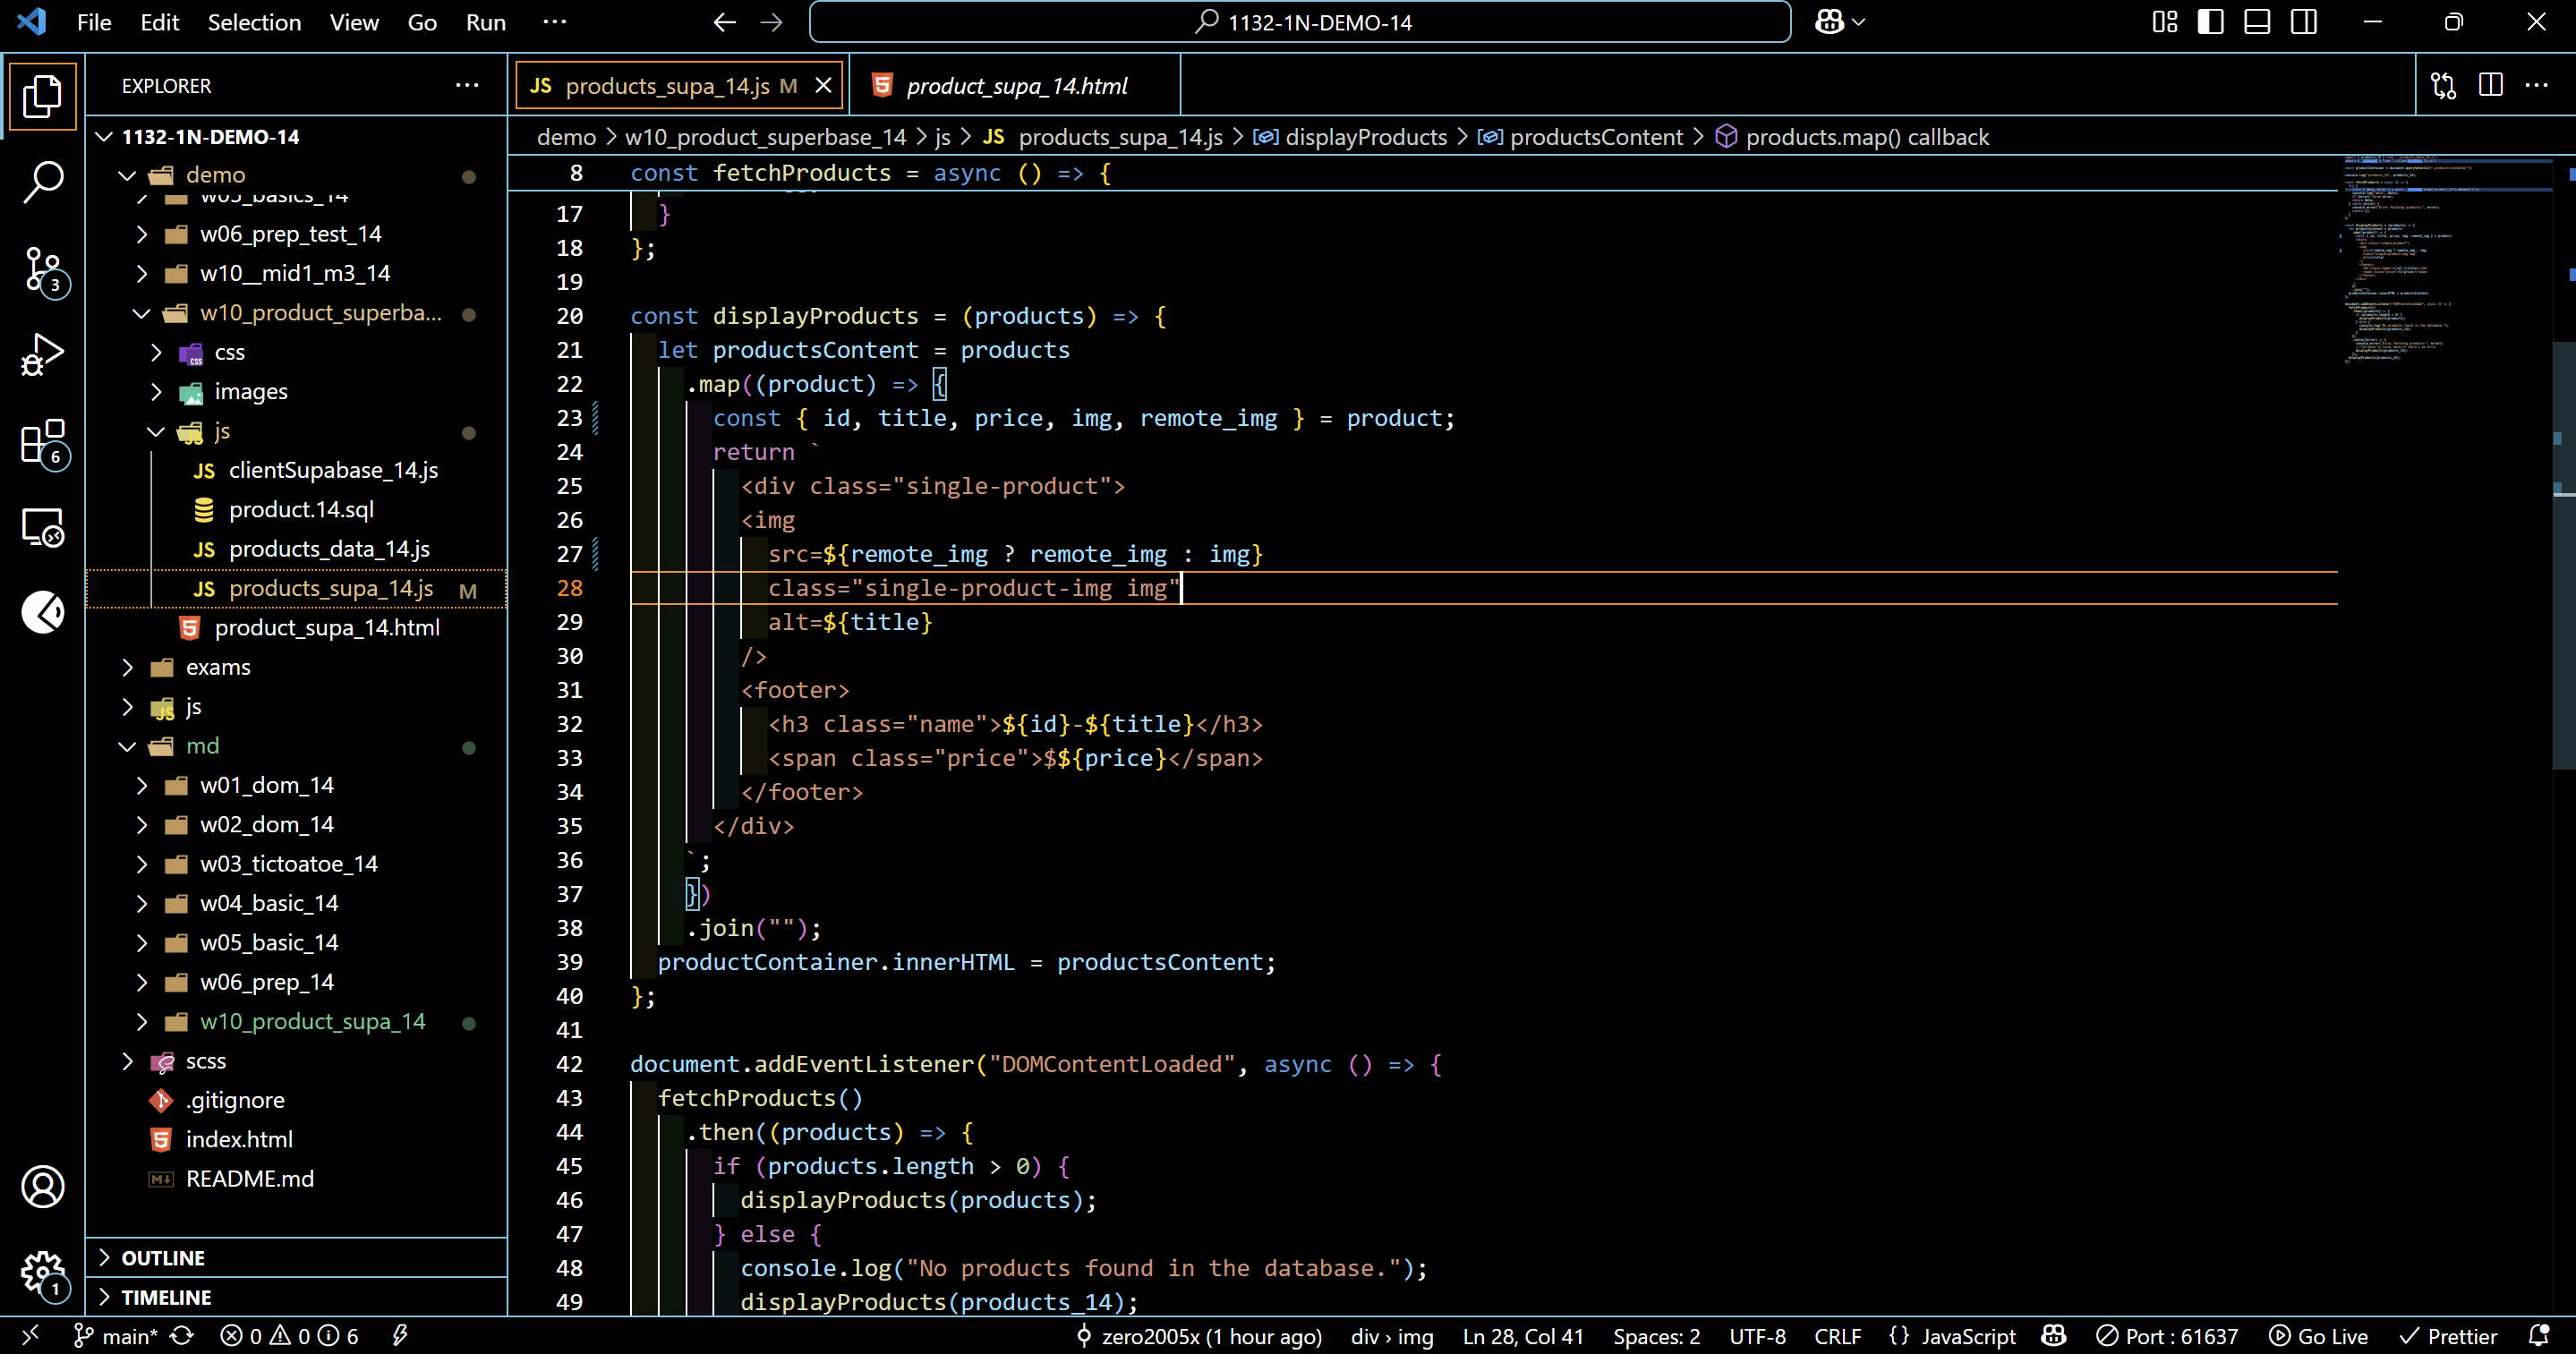 File Edit Selection View Go Run ···
1132-1N-DEMO-14
EXPLORER ···
1132-1N-DEMO-14
demo
w05_basics_14
w06_prep_test_14
w10__mid1_m3_14
w10_product_superba...
css
images
js
clientSupabase_14.js
product.14.sql
products_data_14.js
products_supa_14.js M
product_supa_14.html
exams
js
md
w01_dom_14
w02_dom_14
w03_tictoatoe_14
w04_basic_14
w05_basic_14
w06_prep_14
w10_product_supa_14
scss
.gitignore
index.html
README.md
OUTLINE
TIMELINE
3
6
1
JS products_supa_14.js M
product_supa_14.html
demo > w10_product_superbase_14 > js > JS products_supa_14.js > displayProducts > productsContent > products.map() callback
8 const fetchProducts = async () => {
17 }
18 };
19
20 const displayProducts = (products) => {
21 let productsContent = products
22 .map((product) => {
23 const { id, title, price, img, remote_img } = product;
24 return `
25 <div class="single-product">
26 <img
27 src=${remote_img ? remote_img : img}
28 class="single-product-img img"
29 alt=${title}
30 />
31 <footer>
32 <h3 class="name">${id}-${title}</h3>
33 <span class="price">$${price}</span>
34 </footer>
35 </div>
36 `;
37 })
38 .join("");
39 productContainer.innerHTML = productsContent;
40 };
41
42 document.addEventListener("DOMContentLoaded", async () => {
43 fetchProducts()
44 .then((products) => {
45 if (products.length > 0) {
46 displayProducts(products);
47 } else {
48 console.log("No products found in the database.");
49 displayProducts(products_14);
main* 0 0 6 zero2005x (1 hour ago) div › img Ln 28, Col 41 Spaces: 2 UTF-8 CRLF {} JavaScript Port : 61637 Go Live Prettier